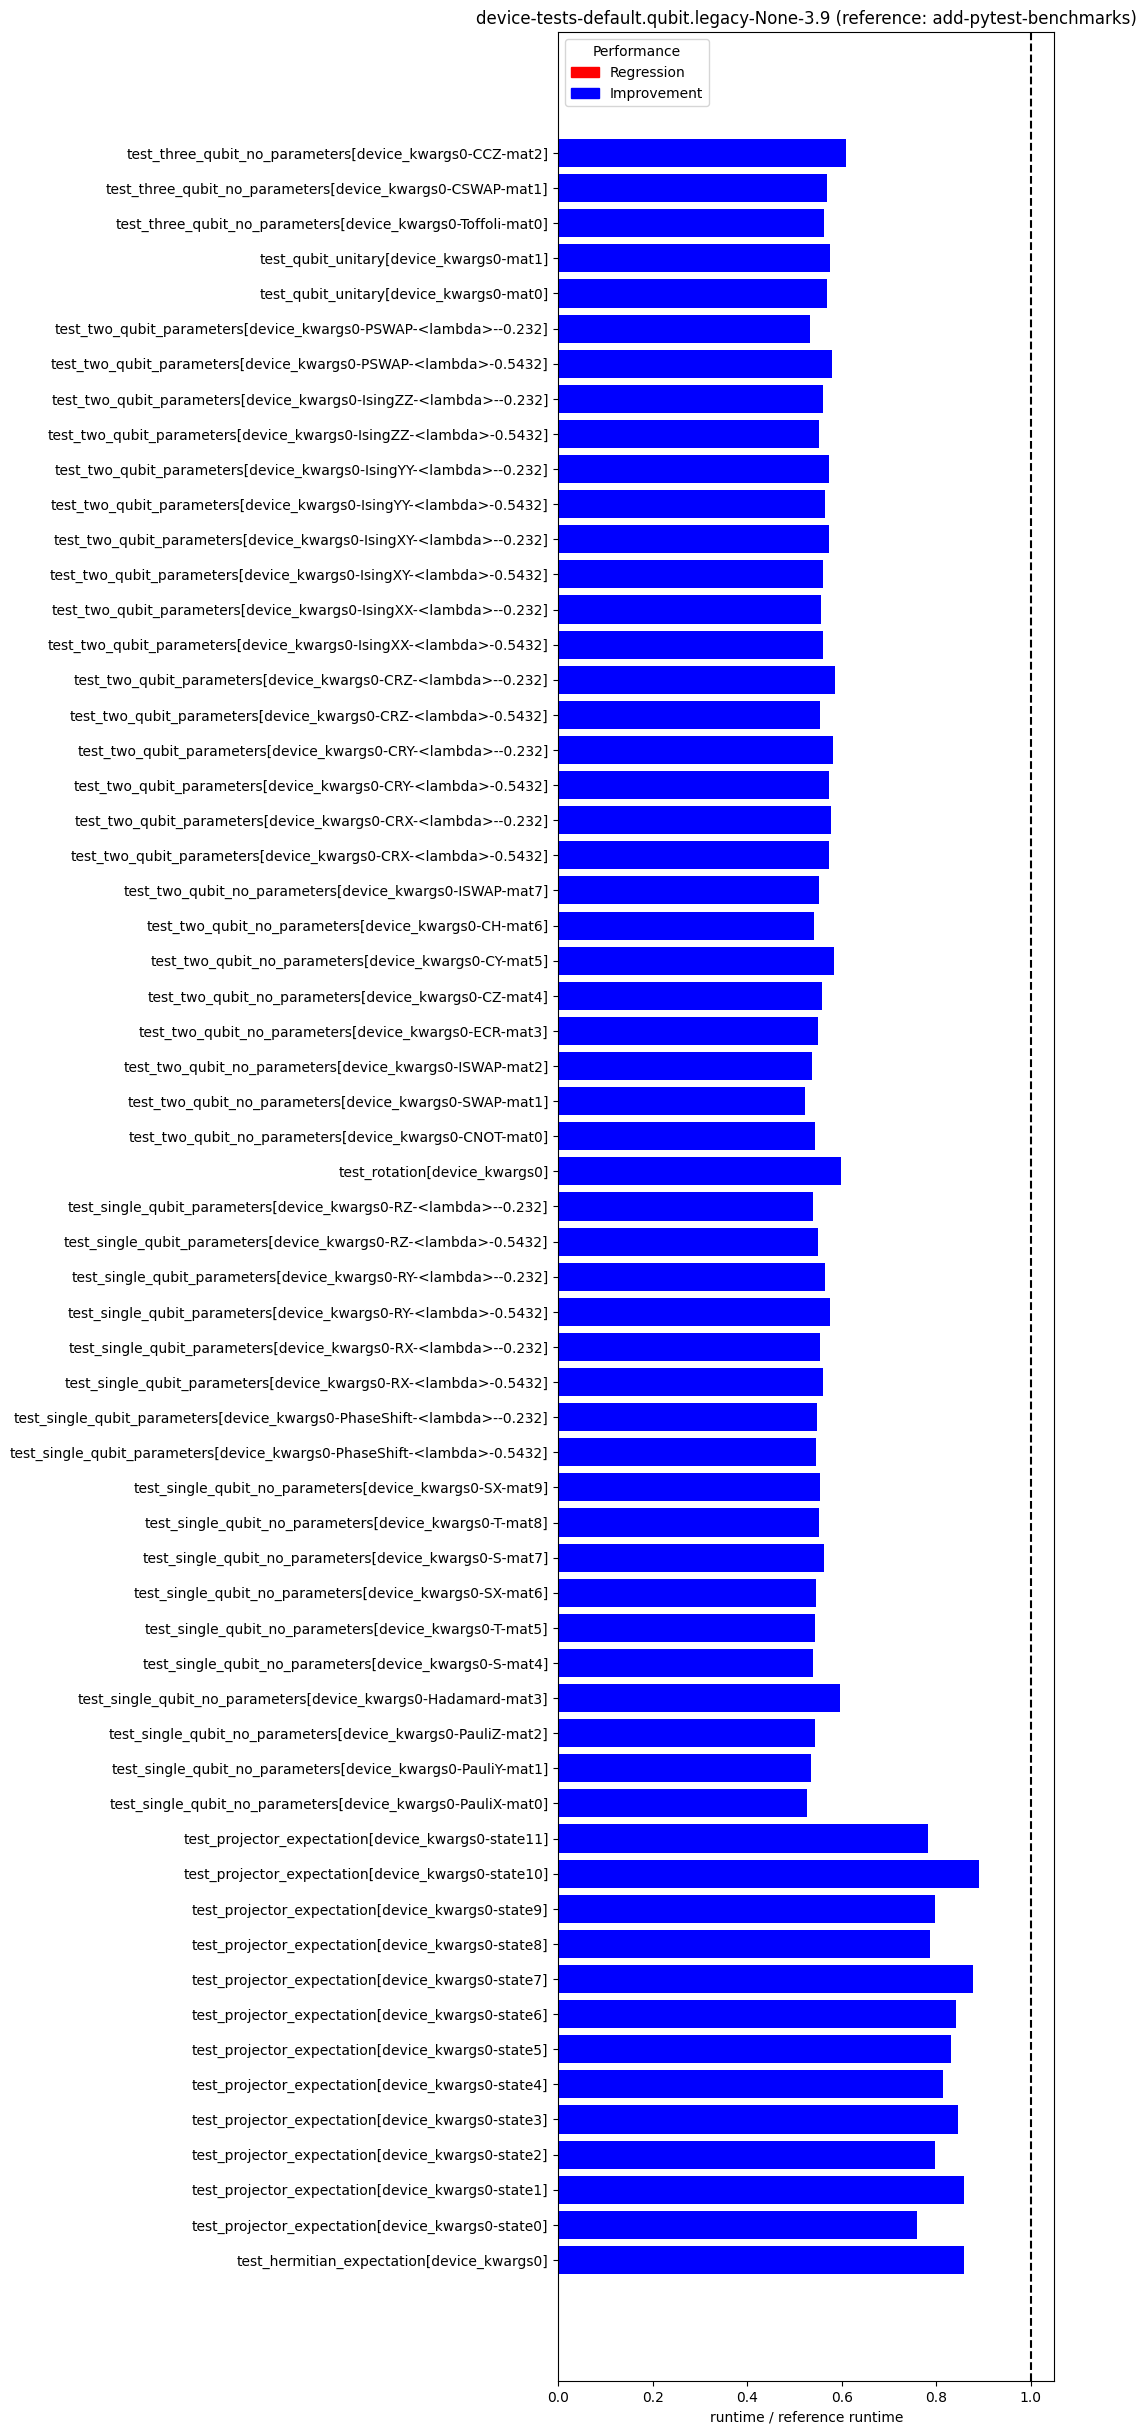 device-tests-default.qubit.legacy-None-3.9 (reference: add-pytest-benchmarks)
Performance
Regression
Improvement
test_three_qubit_no_parameters[device_kwargs0-CCZ-mat2]
test_three_qubit_no_parameters[device_kwargs0-CSWAP-mat1]
test_three_qubit_no_parameters[device_kwargs0-Toffoli-mat0]
test_qubit_unitary[device_kwargs0-mat1]
test_qubit_unitary[device_kwargs0-mat0]
test_two_qubit_parameters[device_kwargs0-PSWAP-<lambda>--0.232]
test_two_qubit_parameters[device_kwargs0-PSWAP-<lambda>-0.5432]
test_two_qubit_parameters[device_kwargs0-IsingZZ-<lambda>--0.232]
test_two_qubit_parameters[device_kwargs0-IsingZZ-<lambda>-0.5432]
test_two_qubit_parameters[device_kwargs0-IsingYY-<lambda>--0.232]
test_two_qubit_parameters[device_kwargs0-IsingYY-<lambda>-0.5432]
test_two_qubit_parameters[device_kwargs0-IsingXY-<lambda>--0.232]
test_two_qubit_parameters[device_kwargs0-IsingXY-<lambda>-0.5432]
test_two_qubit_parameters[device_kwargs0-IsingXX-<lambda>--0.232]
test_two_qubit_parameters[device_kwargs0-IsingXX-<lambda>-0.5432]
test_two_qubit_parameters[device_kwargs0-CRZ-<lambda>--0.232]
test_two_qubit_parameters[device_kwargs0-CRZ-<lambda>-0.5432]
test_two_qubit_parameters[device_kwargs0-CRY-<lambda>--0.232]
test_two_qubit_parameters[device_kwargs0-CRY-<lambda>-0.5432]
test_two_qubit_parameters[device_kwargs0-CRX-<lambda>--0.232]
test_two_qubit_parameters[device_kwargs0-CRX-<lambda>-0.5432]
test_two_qubit_no_parameters[device_kwargs0-ISWAP-mat7]
test_two_qubit_no_parameters[device_kwargs0-CH-mat6]
test_two_qubit_no_parameters[device_kwargs0-CY-mat5]
test_two_qubit_no_parameters[device_kwargs0-CZ-mat4]
test_two_qubit_no_parameters[device_kwargs0-ECR-mat3]
test_two_qubit_no_parameters[device_kwargs0-ISWAP-mat2]
test_two_qubit_no_parameters[device_kwargs0-SWAP-mat1]
test_two_qubit_no_parameters[device_kwargs0-CNOT-mat0]
test_rotation[device_kwargs0]
test_single_qubit_parameters[device_kwargs0-RZ-<lambda>--0.232]
test_single_qubit_parameters[device_kwargs0-RZ-<lambda>-0.5432]
test_single_qubit_parameters[device_kwargs0-RY-<lambda>--0.232]
test_single_qubit_parameters[device_kwargs0-RY-<lambda>-0.5432]
test_single_qubit_parameters[device_kwargs0-RX-<lambda>--0.232]
test_single_qubit_parameters[device_kwargs0-RX-<lambda>-0.5432]
test_single_qubit_parameters[device_kwargs0-PhaseShift-<lambda>--0.232]
test_single_qubit_parameters[device_kwargs0-PhaseShift-<lambda>-0.5432]
test_single_qubit_no_parameters[device_kwargs0-SX-mat9]
test_single_qubit_no_parameters[device_kwargs0-T-mat8]
test_single_qubit_no_parameters[device_kwargs0-S-mat7]
test_single_qubit_no_parameters[device_kwargs0-SX-mat6]
test_single_qubit_no_parameters[device_kwargs0-T-mat5]
test_single_qubit_no_parameters[device_kwargs0-S-mat4]
test_single_qubit_no_parameters[device_kwargs0-Hadamard-mat3]
test_single_qubit_no_parameters[device_kwargs0-PauliZ-mat2]
test_single_qubit_no_parameters[device_kwargs0-PauliY-mat1]
test_single_qubit_no_parameters[device_kwargs0-PauliX-mat0]
test_projector_expectation[device_kwargs0-state11]
test_projector_expectation[device_kwargs0-state10]
test_projector_expectation[device_kwargs0-state9]
test_projector_expectation[device_kwargs0-state8]
test_projector_expectation[device_kwargs0-state7]
test_projector_expectation[device_kwargs0-state6]
test_projector_expectation[device_kwargs0-state5]
test_projector_expectation[device_kwargs0-state4]
test_projector_expectation[device_kwargs0-state3]
test_projector_expectation[device_kwargs0-state2]
test_projector_expectation[device_kwargs0-state1]
test_projector_expectation[device_kwargs0-state0]
test_hermitian_expectation[device_kwargs0]
0.0 0.2 0.4 0.6 0.8 1.0
runtime / reference runtime